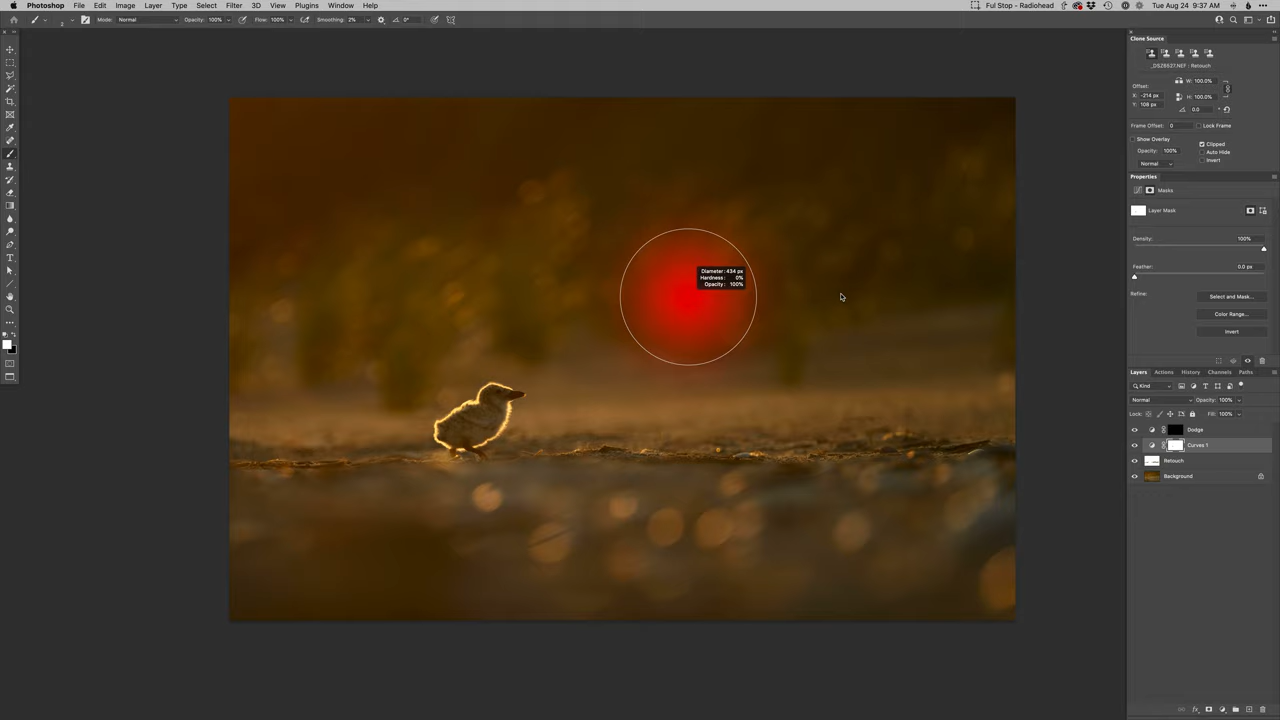 Photoshop File Edit Image Layer Type Select Filter 3D View Plugins Window Help Ful Stop - Radiohead Tue Aug 24 9:37 AM
2 Mode: Normal Opacity: 100% Flow: 100% Smoothing: 2% 0°
Clone Source
_DSZ8527.NEF : Retouch
W: 100.0%
Offset:
X: -214 px
H: 100.0%
Y: 108 px
0.0
Frame Offset: 0 Lock Frame
Show Overlay
Clipped
Opacity: 100%
Auto Hide
Normal
Invert
Properties
Masks
Layer Mask
Density: 100%
Feather: 0.0 px
Refine:
Select and Mask...
Color Range...
Invert
Diameter: 434 px
Hardness: 0%
Opacity: 100%
Layers Actions History Channels Paths
Kind
Normal Opacity: 100%
Lock: Fill: 100%
Dodge
Curves 1
Retouch
Background